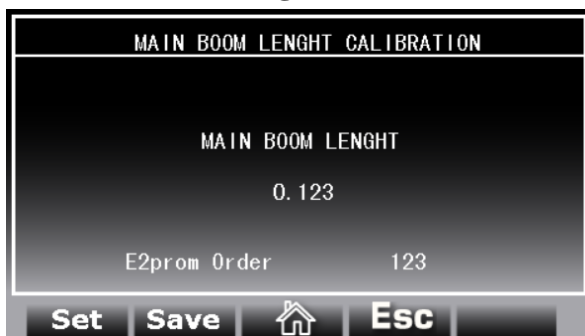 MAIN BOOM LENGHT CALIBRATION
MAIN BOOM LENGHT
0.123
E2prom Order 123
Set Save Esc